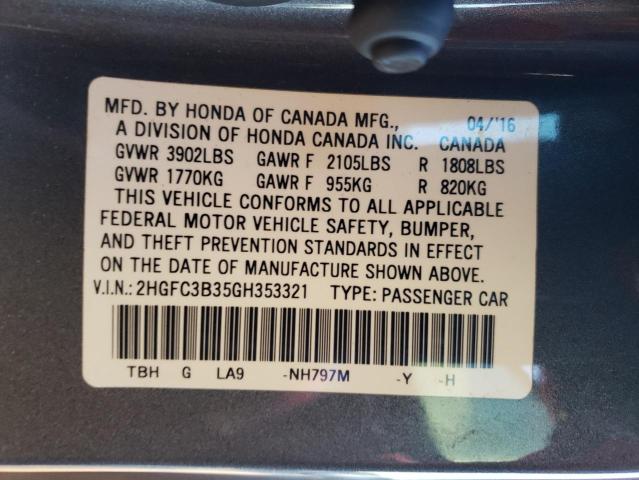 MFD. BY HONDA OF CANADA MFG., 04/'16
A DIVISION OF HONDA CANADA INC. CANADA
GVWR 3902LBS GAWR F 2105LBS R 1808LBS
GVWR 1770KG GAWR F 955KG R 820KG
THIS VEHICLE CONFORMS TO ALL APPLICABLE
FEDERAL MOTOR VEHICLE SAFETY, BUMPER,
AND THEFT PREVENTION STANDARDS IN EFFECT
ON THE DATE OF MANUFACTURE SHOWN ABOVE.
V.I.N.: 2HGFC3B35GH353321 TYPE: PASSENGER CAR
TBH G LA9 -NH797M -Y -H